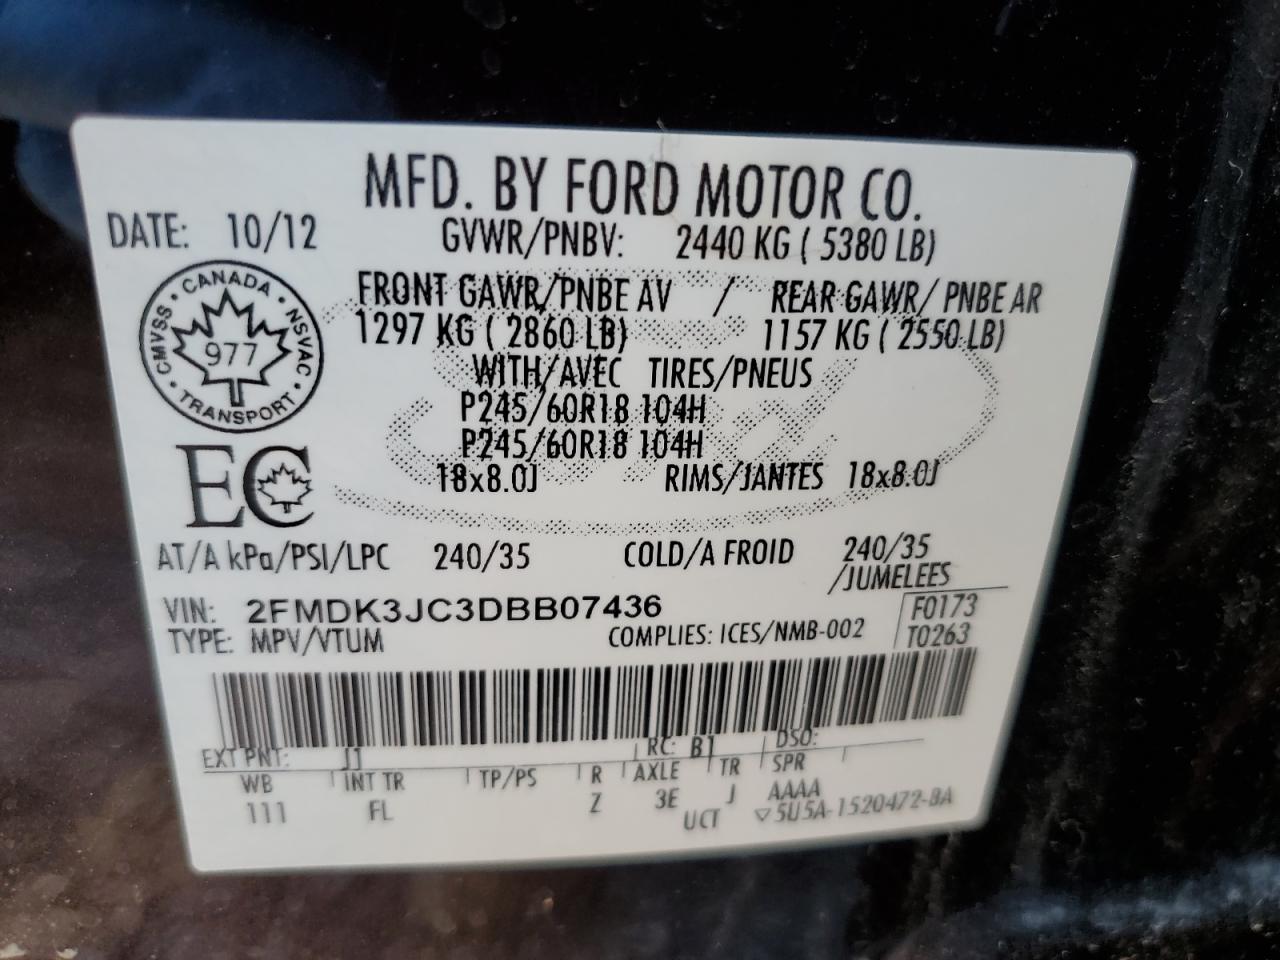 MFD. BY FORD MOTOR CO.
DATE: 10/12 GVWR/PNBV: 2440 KG ( 5380 LB)
FRONT GAWR/PNBE AV / REAR GAWR/ PNBE AR
1297 KG ( 2860 LB) 1157 KG ( 2550 LB)
WITH/AVEC TIRES/PNEUS
P245/60R18 104H
P245/60R18 104H
18x8.0J RIMS/JANTES 18x8.0J
CANADA
CMVSS · NSVAC
977
TRANSPORT
EC
AT/A kPa/PSI/LPC 240/35 COLD/A FROID 240/35
/JUMELEES
VIN: 2FMDK3JC3DBB07436 F0173
TYPE: MPV/VTUM COMPLIES: ICES/NMB-002 T0263
EXT PNT: J1 RC: B1 DSO:
WB INT TR TP/PS R AXLE TR SPR
111 FL Z 3E J AAAA
UCT ▽5U5A-1520472-BA